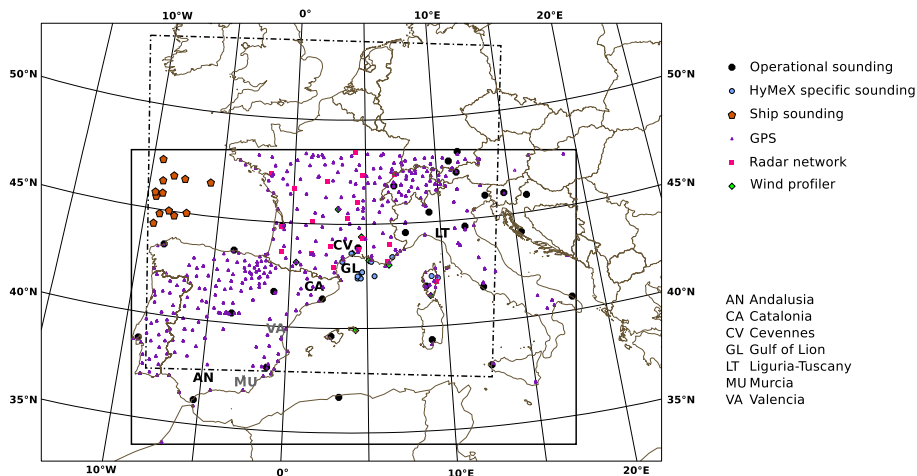 10°W 0° 10°E 20°E
50°N 50°N
45°N 45°N
40°N 40°N
35°N 35°N
10°W 0° 10°E 20°E
CV LT
GL
CA
VA
AN MU
Operational sounding
HyMeX specific sounding
Ship sounding
GPS
Radar network
Wind profiler
AN Andalusia
CA Catalonia
CV Cevennes
GL Gulf of Lion
LT Liguria-Tuscany
MU Murcia
VA Valencia